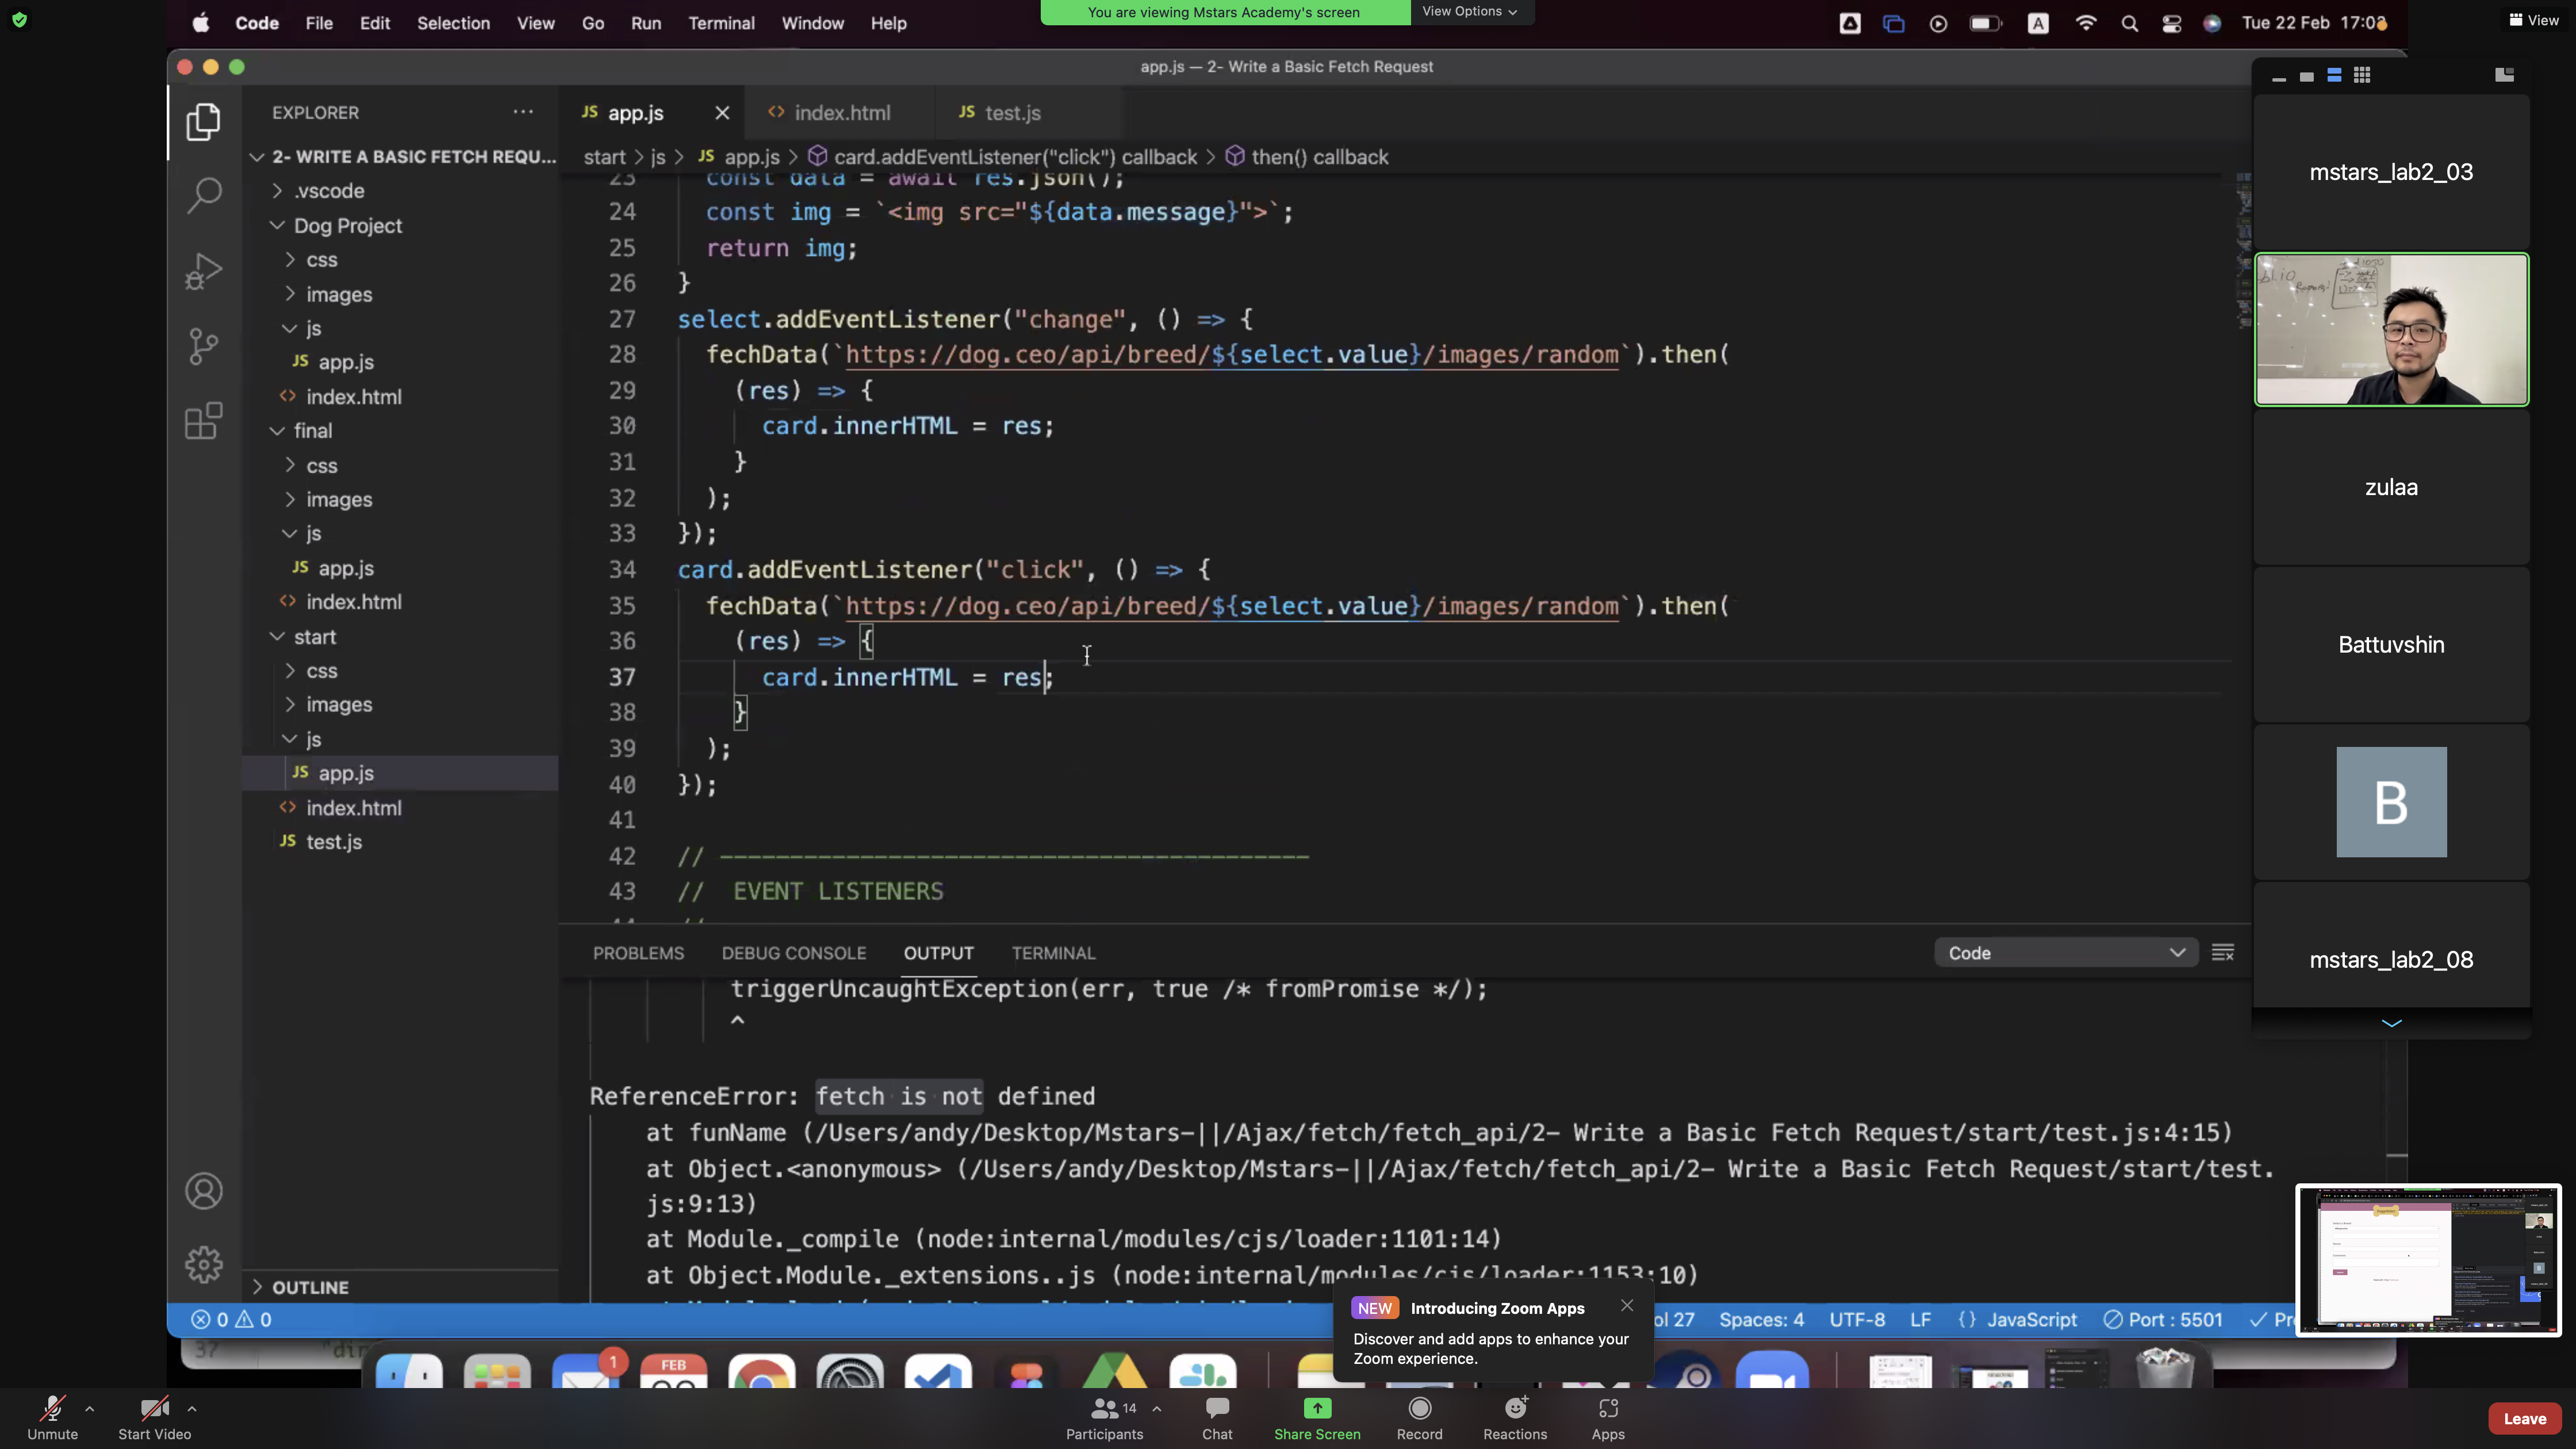 You are viewing Mstars Academy's screen
View Options
View
Code File Edit Selection View Go Run Terminal Window Help
A
Tue 22 Feb 17:02
app.js — 2- Write a Basic Fetch Request
EXPLORER
2- WRITE A BASIC FETCH REQU...
.vscode
Dog Project
css
images
js
JS app.js
<> index.html
final
css
images
js
JS app.js
<> index.html
start
css
images
js
JS app.js
<> index.html
JS test.js
OUTLINE
JS app.js
<> index.html
JS test.js
start > js > JS app.js > card.addEventListener("click") callback > then() callback
23 const data = await res.json();
24 const img = `<img src="${data.message}">`;
25 return img;
26 }
27 select.addEventListener("change", () => {
28 fechData(`https://dog.ceo/api/breed/${select.value}/images/random`).then(
29 (res) => {
30 card.innerHTML = res;
31 }
32 );
33 });
34 card.addEventListener("click", () => {
35 fechData(`https://dog.ceo/api/breed/${select.value}/images/random`).then(
36 (res) => {
37 card.innerHTML = res;
38 }
39 );
40 });
41
42 // ------------------------------------------
43 // EVENT LISTENERS
PROBLEMS DEBUG CONSOLE OUTPUT TERMINAL
Code
triggerUncaughtException(err, true /* fromPromise */);
^
ReferenceError: fetch is not defined
at funName (/Users/andy/Desktop/Mstars-||/Ajax/fetch/fetch_api/2- Write a Basic Fetch Request/start/test.js:4:15)
at Object.<anonymous> (/Users/andy/Desktop/Mstars-||/Ajax/fetch/fetch_api/2- Write a Basic Fetch Request/start/test.
js:9:13)
at Module._compile (node:internal/modules/cjs/loader:1101:14)
at Object.Module._extensions..js (node:internal/modules/cjs/loader:1153:10)
0 0
ol 27 Spaces: 4 UTF-8 LF {} JavaScript Port : 5501
37 "dir
NEW Introducing Zoom Apps
Discover and add apps to enhance your
Zoom experience.
mstars_lab2_03
zulaa
Battuvshin
B
mstars_lab2_08
1
FEB
Unmute
Start Video
Participants 14
Chat
Share Screen
Record
Reactions
Apps
Leave